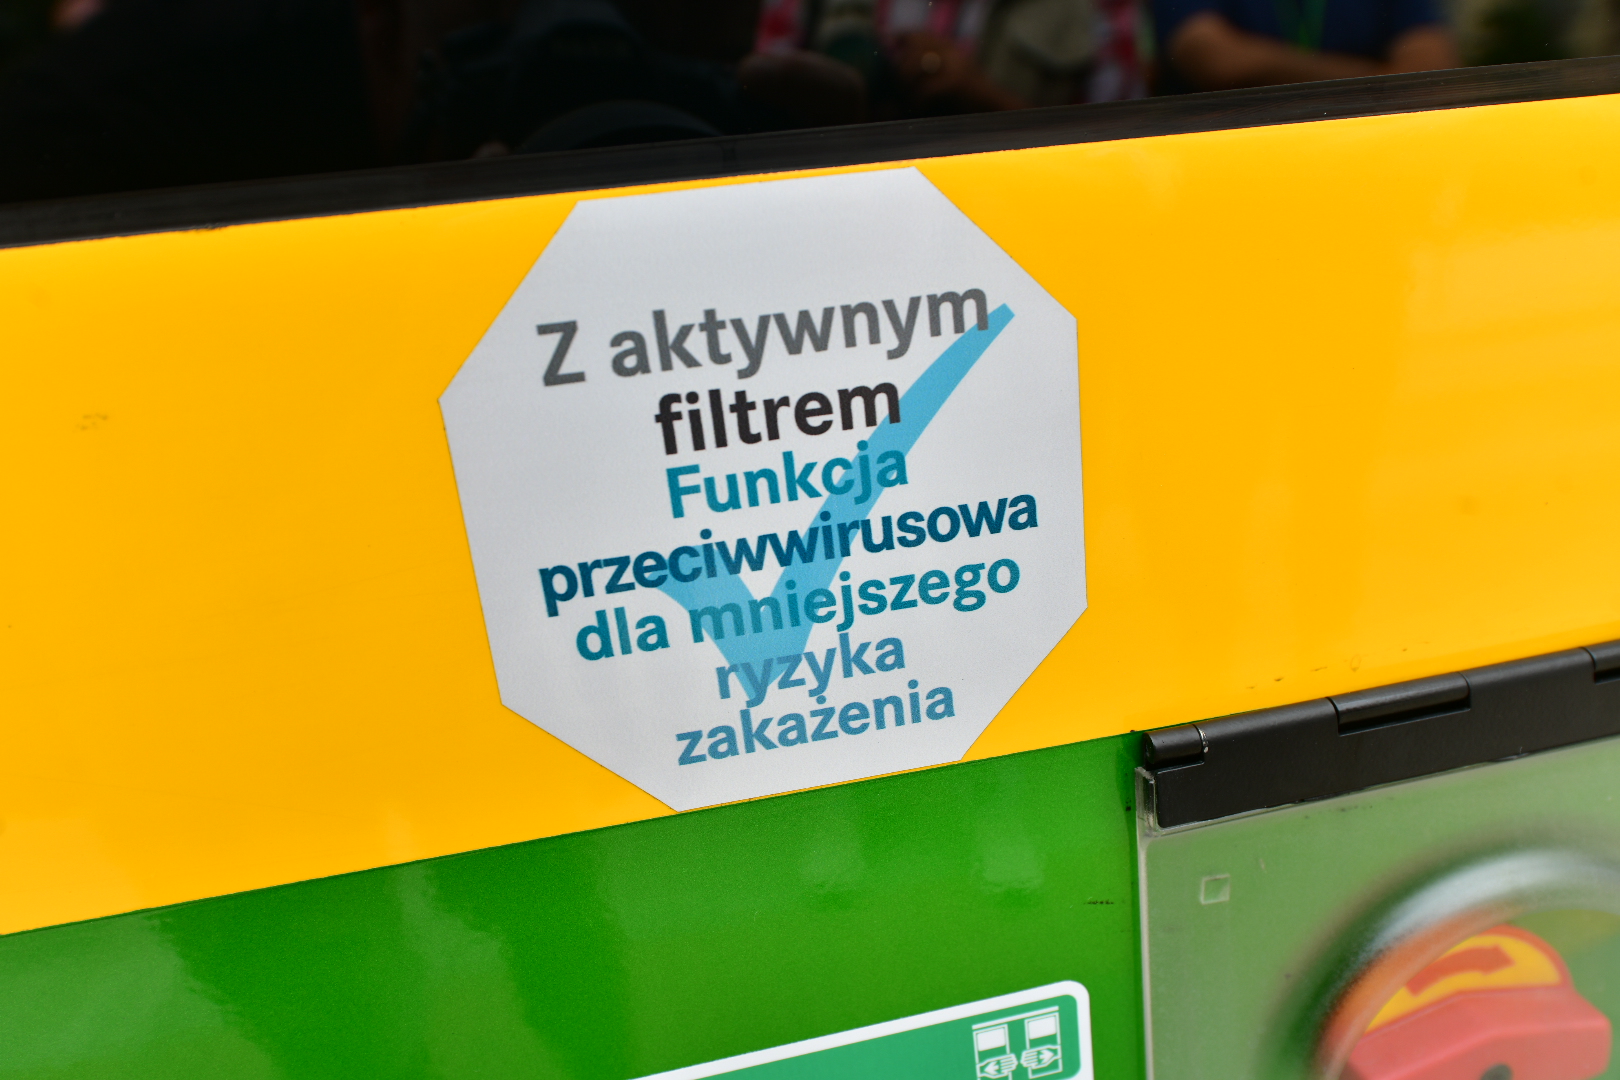 Z aktywnym
filtrem
Funkcja
przeciwwirusowa
dla mniejszego
ryzyka
zakażenia